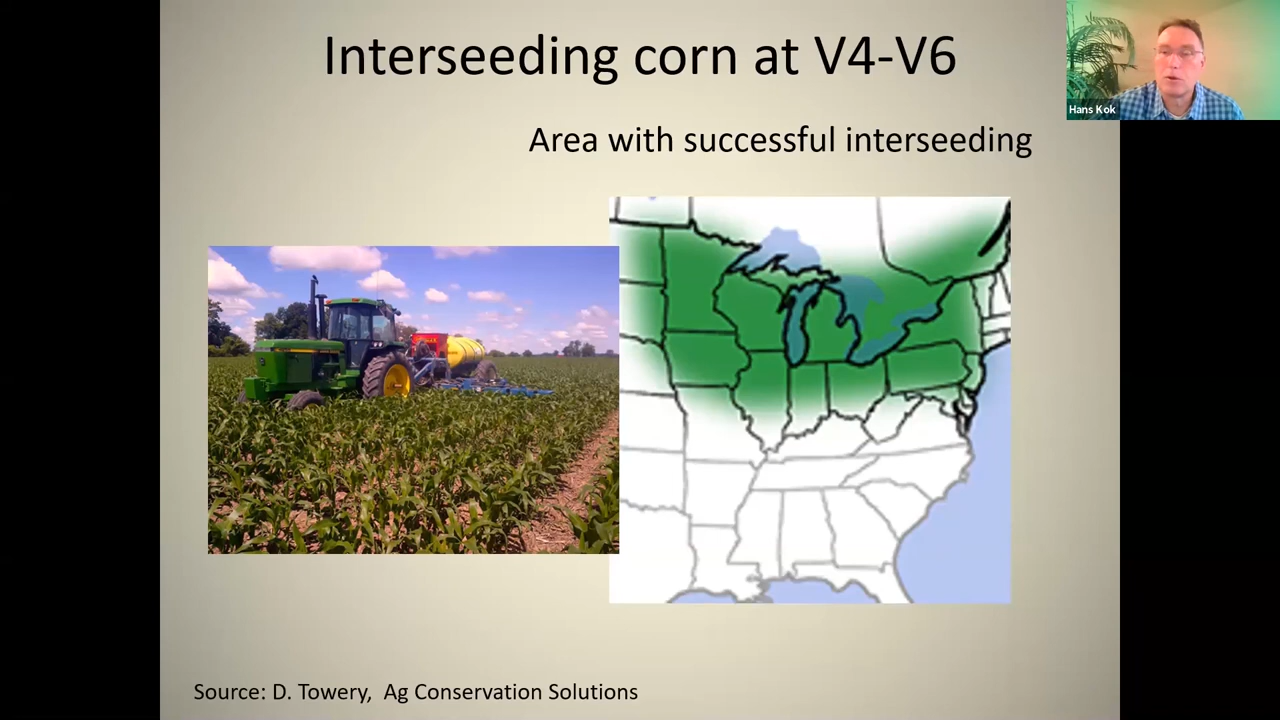 Interseeding corn at V4-V6
Hans Kok
Area with successful interseeding
Source: D. Towery, Ag Conservation Solutions